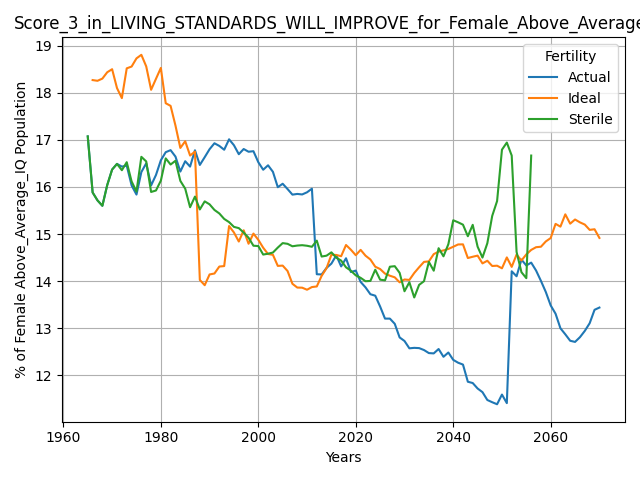 Score_3_in_LIVING_STANDARDS_WILL_IMPROVE_for_Female_Above_Average
19
18
17
16
15
14
13
12
% of Female Above_Average_IQ Population
Fertility
Actual
Ideal
Sterile
1960
1980
2000
2020
2040
2060
Years